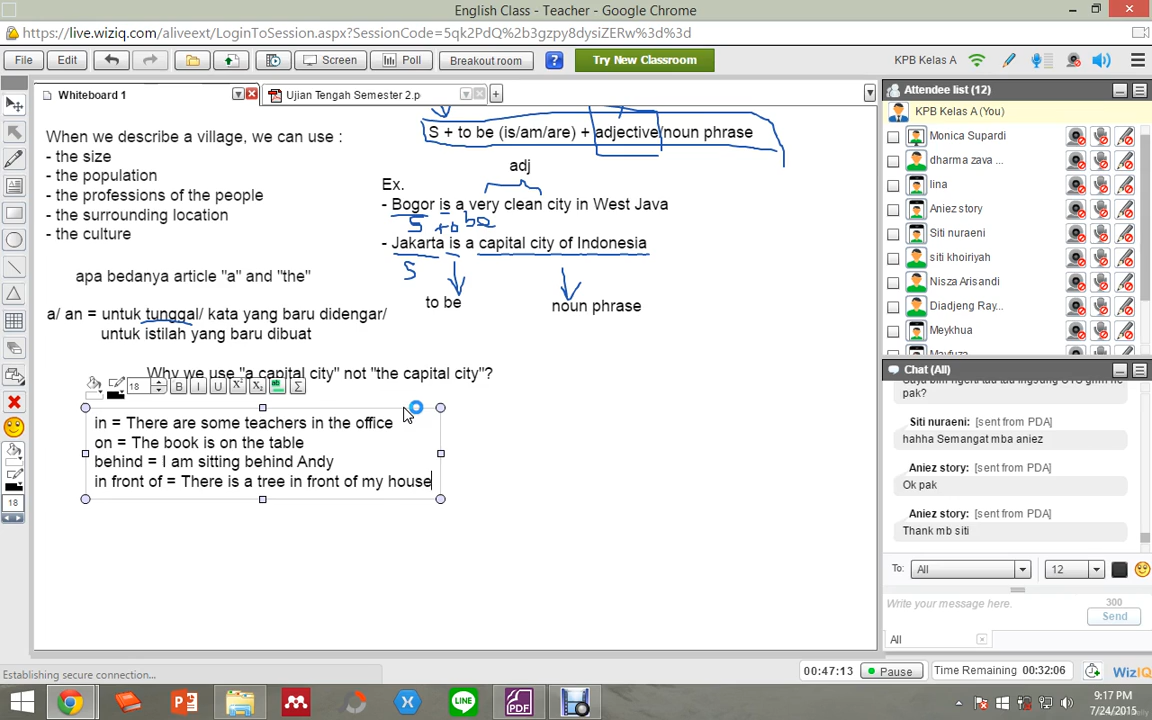 English Class - Teacher - Google Chrome
https://live.wiziq.com/aliveext/LoginToSession.aspx?SessionCode=5qk2PdQ%2b3gzpy8dysiZERw%3d%3d
File Edit Screen Poll Breakout room ? Try New Classroom KPB Kelas A
Whiteboard 1 Ujian Tengah Semester 2.p
When we describe a village, we can use :
- the size
- the population
- the professions of the people
- the surrounding location
- the culture
S + to be (is/am/are) + adjective/noun phrase
adj
Ex.
- Bogor is a very clean city in West Java
S to be
- Jakarta is a capital city of Indonesia
S
to be noun phrase
apa bedanya article "a" and "the"
a/ an = untuk tunggal/ kata yang baru didengar/
untuk istilah yang baru dibuat
Why we use "a capital city" not "the capital city"?
18 B I U X² X₂ ab Σ
in = There are some teachers in the office
on = The book is on the table
behind = I am sitting behind Andy
in front of = There is a tree in front of my house
18
Attendee list (12)
KPB Kelas A (You)
Monica Supardi
dharma zava ...
lina
Aniez story
Siti nuraeni
siti khoiriyah
Nisza Arisandi
Diadjeng Ray...
Meykhua
Chat (All)
pak?
Siti nuraeni: [sent from PDA]
hahha Semangat mba aniez
Aniez story: [sent from PDA]
Ok pak
Aniez story: [sent from PDA]
Thank mb siti
To: All 12
Write your message here. 300
Send
All
Establishing secure connection...
00:47:13 Pause Time Remaining 00:32:06 WizIQ
LINE PDF
9:17 PM
7/24/2015